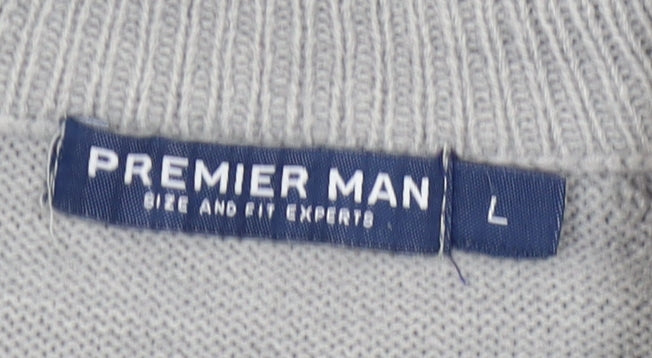 PREMIER MAN
SIZE AND FIT EXPERTS
L